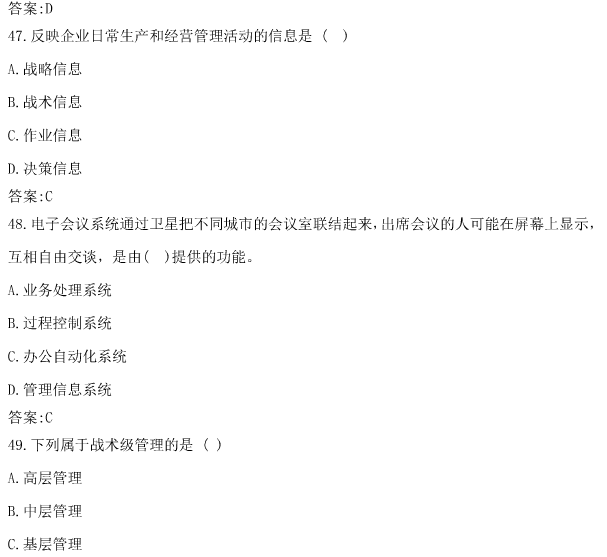 答案:D
47.反映企业日常生产和经营管理活动的信息是 (  )
A.战略信息
B.战术信息
C.作业信息
D.决策信息
答案:C
48.电子会议系统通过卫星把不同城市的会议室联结起来,出席会议的人可能在屏幕上显示,
互相自由交谈，是由(  )提供的功能。
A.业务处理系统
B.过程控制系统
C.办公自动化系统
D.管理信息系统
答案:C
49.下列属于战术级管理的是 ( )
A.高层管理
B.中层管理
C.基层管理